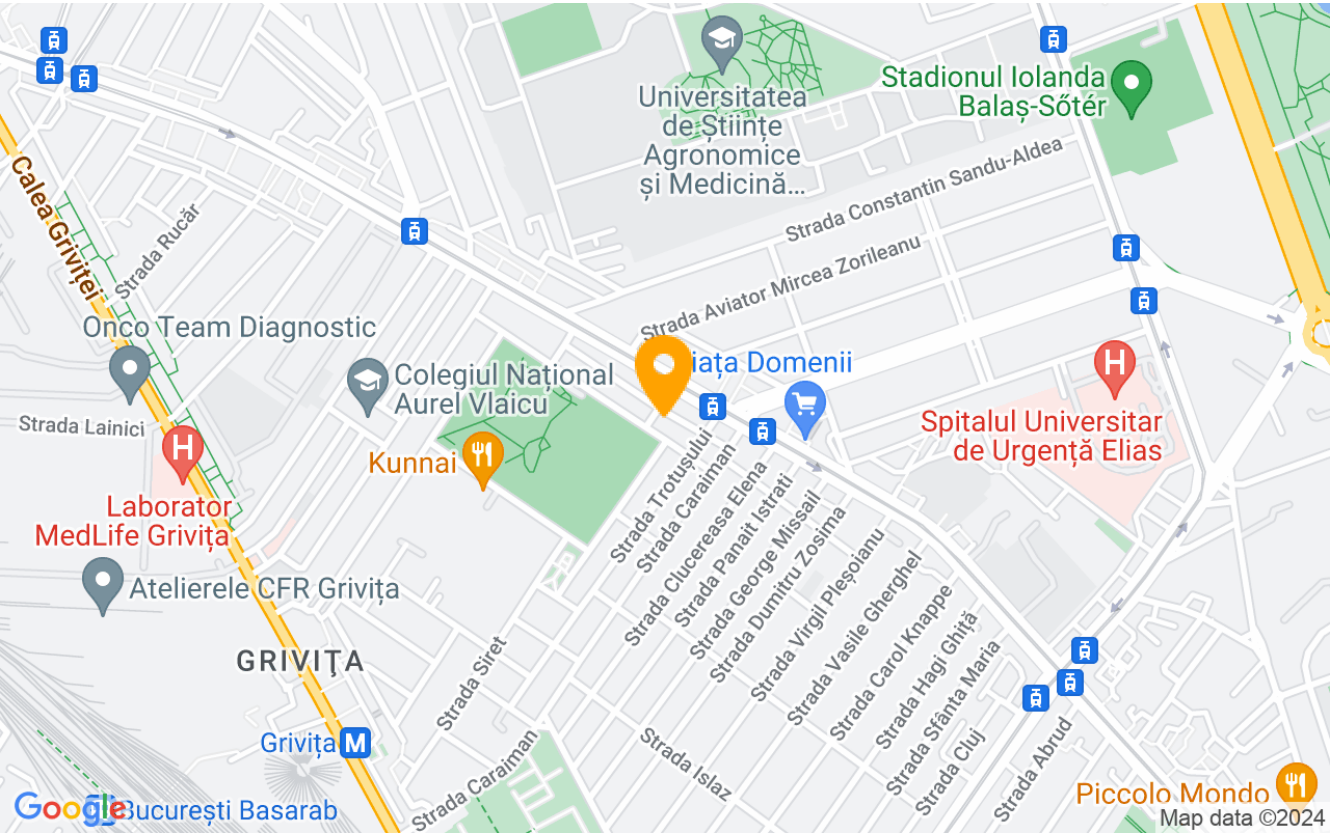 Universitatea
de Științe
Agronomice
și Medicină...
Stadionul Iolanda
Balaș-Sőtér
Calea Griviței
Strada Rucăr
Strada Constantin Sandu-Aldea
Strada Aviator Mircea Zorileanu
Onco Team Diagnostic
Colegiul Național
Aurel Vlaicu
iața Domenii
Strada Lainici
Kunnai
Spitalul Universitar
de Urgență Elias
H
H
Laborator
MedLife Grivița
Atelierele CFR Grivița
GRIVIŢA
Strada Trotușului
Strada Caraiman
Strada Clucereasa Elena
Strada Panait Istrati
Strada George Missail
Strada Dumitru Zosima
Strada Virgil Pleșoianu
Strada Vasile Gherghel
Strada Carol Knappe
Strada Hagi Ghiță
Strada Sfânta Maria
Strada Cluj
Strada Abrud
Strada Siret
Strada Islaz
Strada Caraiman
Grivița M
Piccolo Mondo
Google
București Basarab
Map data ©2024